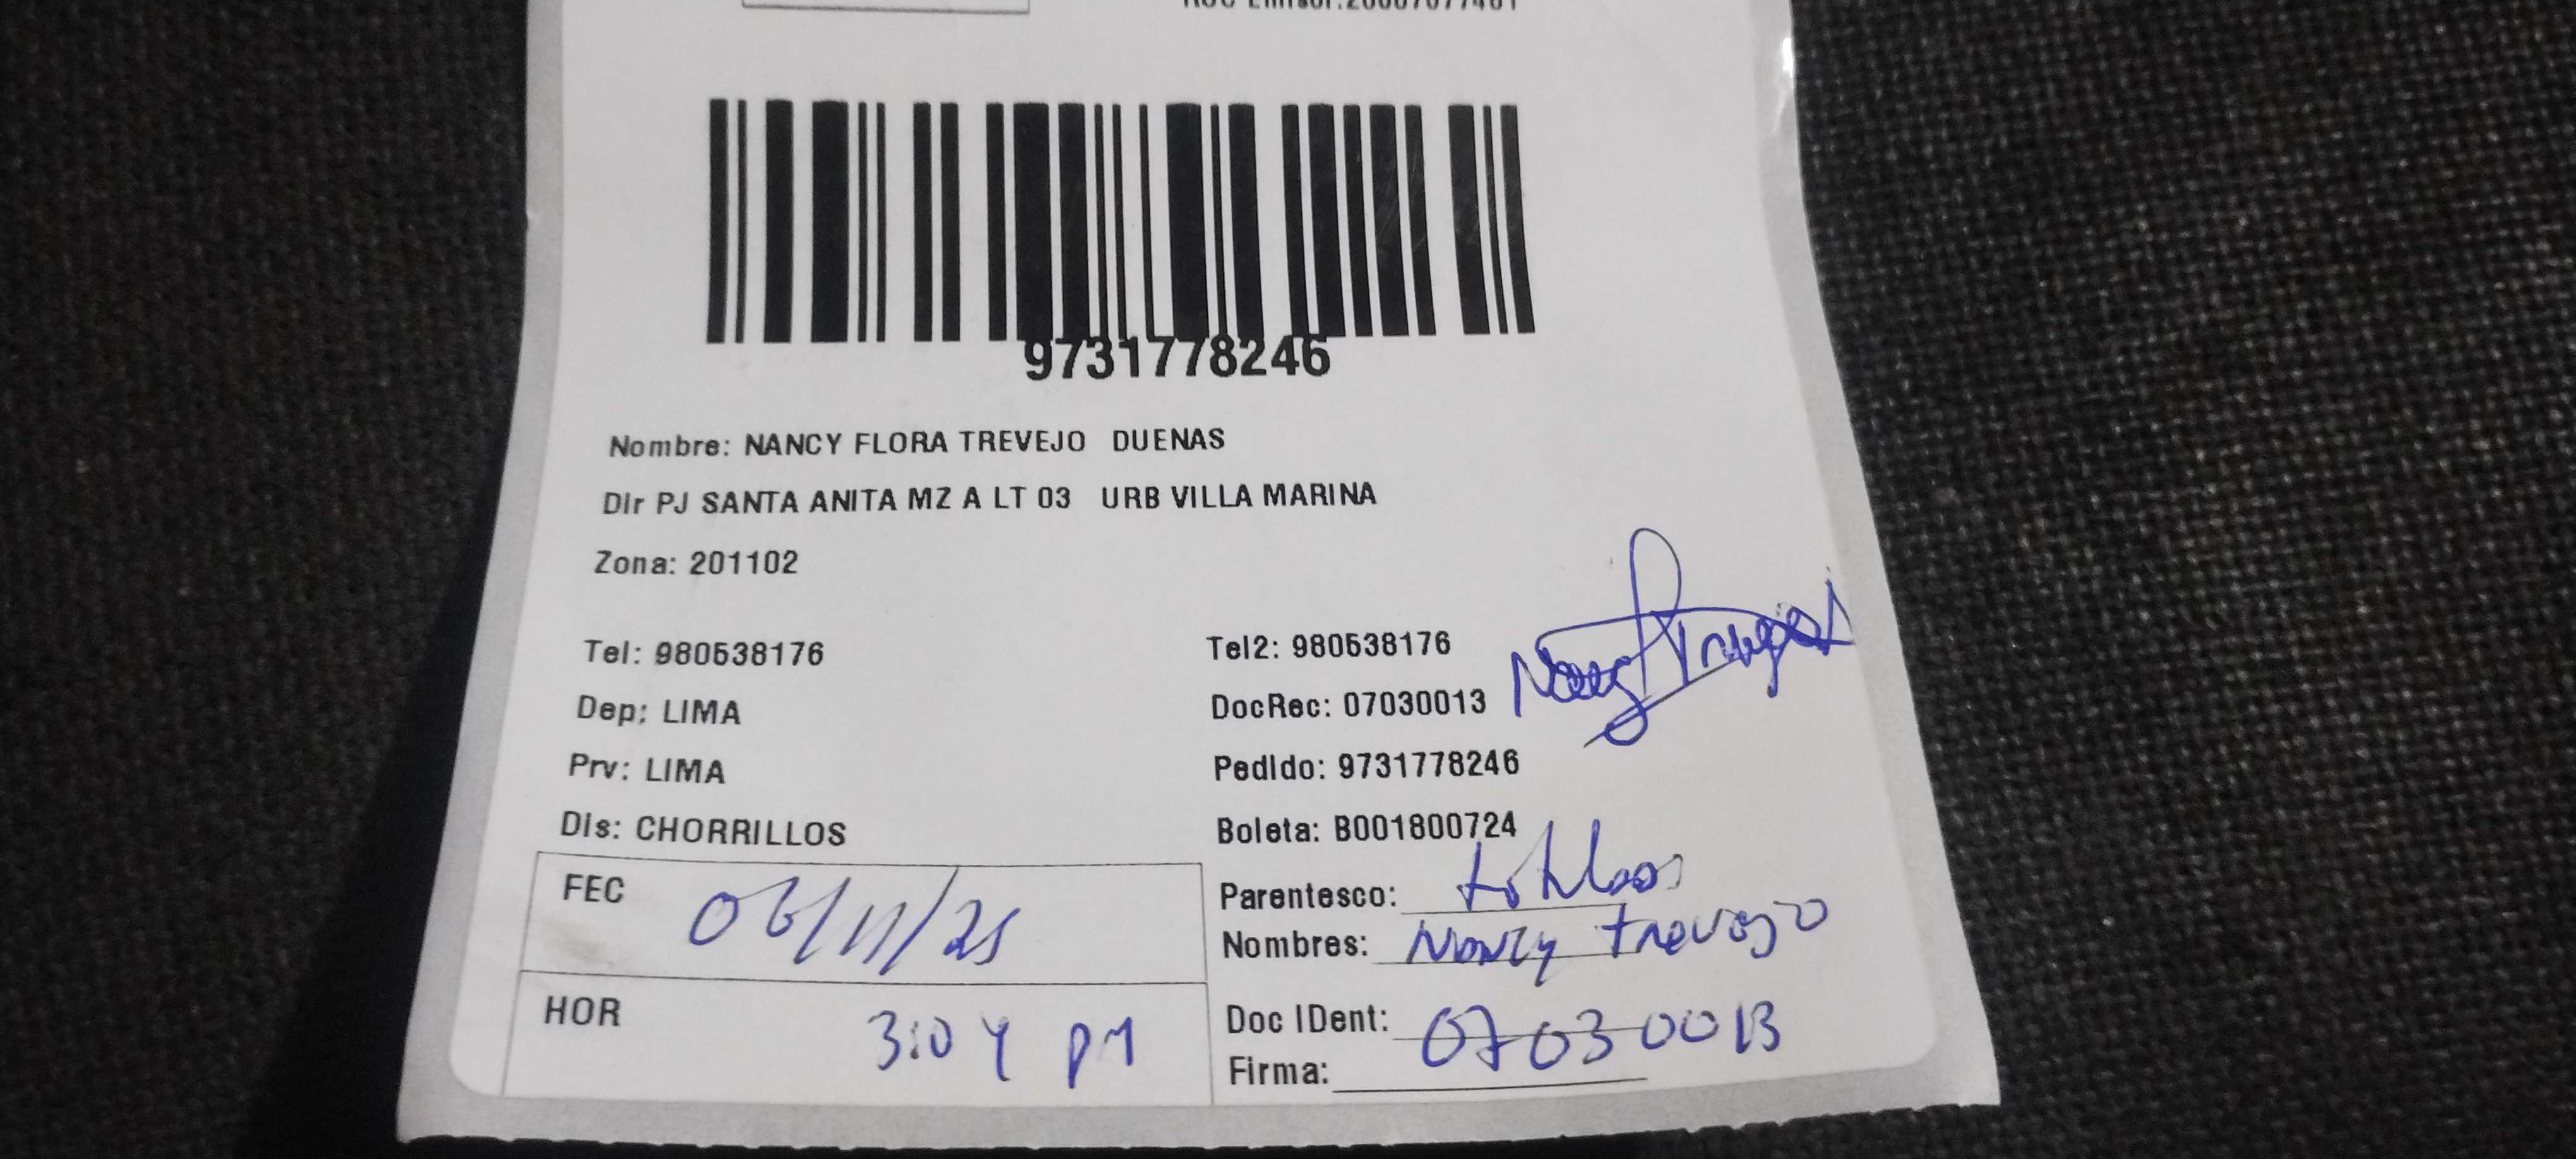 9731778246
Nombre: NANCY FLORA TREVEJO DUENAS
Dir PJ SANTA ANITA MZ A LT 03 URB VILLA MARINA
Zona: 201102
Tel: 980538176 Tel2: 980538176
Dep: LIMA DocRec: 07030013
Prv: LIMA Pedido: 9731778246
Dis: CHORRILLOS Boleta: B001800724
FEC 06/11/25 Parentesco:
Nombres: Nancy Trevejo
HOR 3:04 PM Doc IDent: 07030013
Firma: